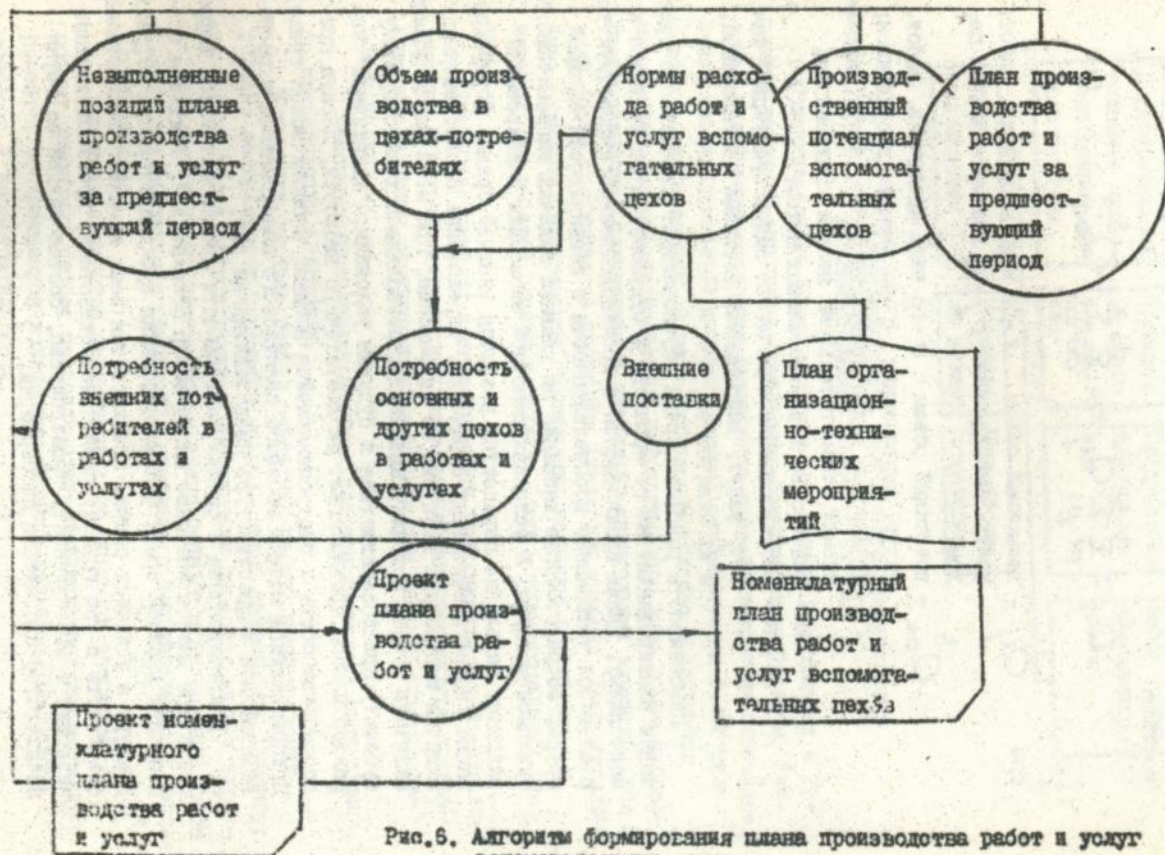 Невыполненные
позиций плана
производства
работ и услуг
за предшест-
вующий период
Объем произ-
водства в
цехах-потре-
бителях
Нормы расхо-
да работ и
услуг вспомо-
гательных
цехов
Производ-
ственный
потенциал
вспомога-
тельных
цехов
План произ-
водства
работ и
услуг за
предшест-
вующий
период
Потребность
внешних пот-
ребителей в
работах и
услугах
Потребность
основных и
других цехов
в работах и
услугах
Внешние
поставки
План орга-
низацион-
но-техни-
ческих
мероприя-
тий
Проект
плана произ-
водства ра-
бот и услуг
Номенклатурный
план производ-
ства работ и
услуг вспомога-
тельных цехов
Проект номен-
клатурного
плана произ-
водства работ
и услуг
Рис.6. Алгоритм формирования плана производства работ и услуг